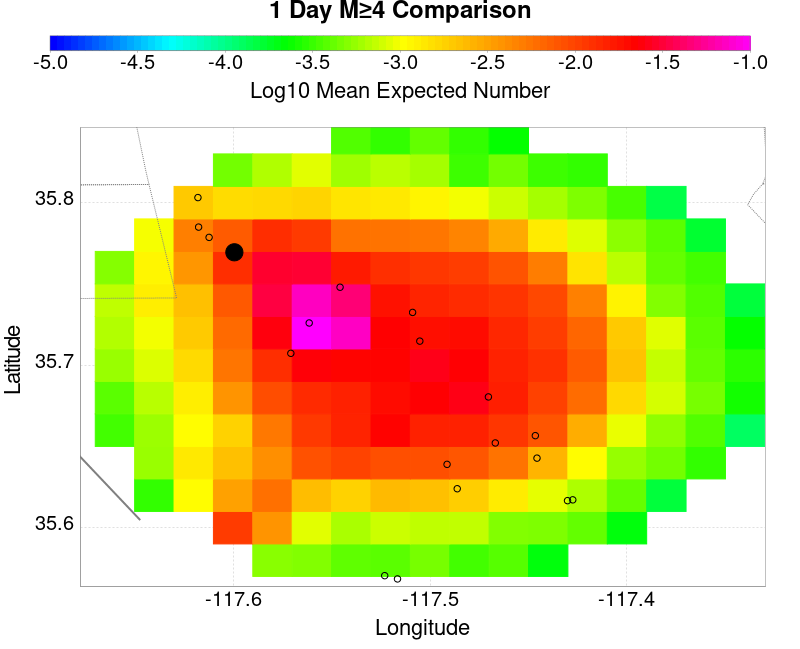 1 Day M≥4 Comparison
-5.0 -4.5 -4.0 -3.5 -3.0 -2.5 -2.0 -1.5 -1.0
Log10 Mean Expected Number
35.8
35.7
35.6
Latitude
-117.6 -117.5 -117.4
Longitude